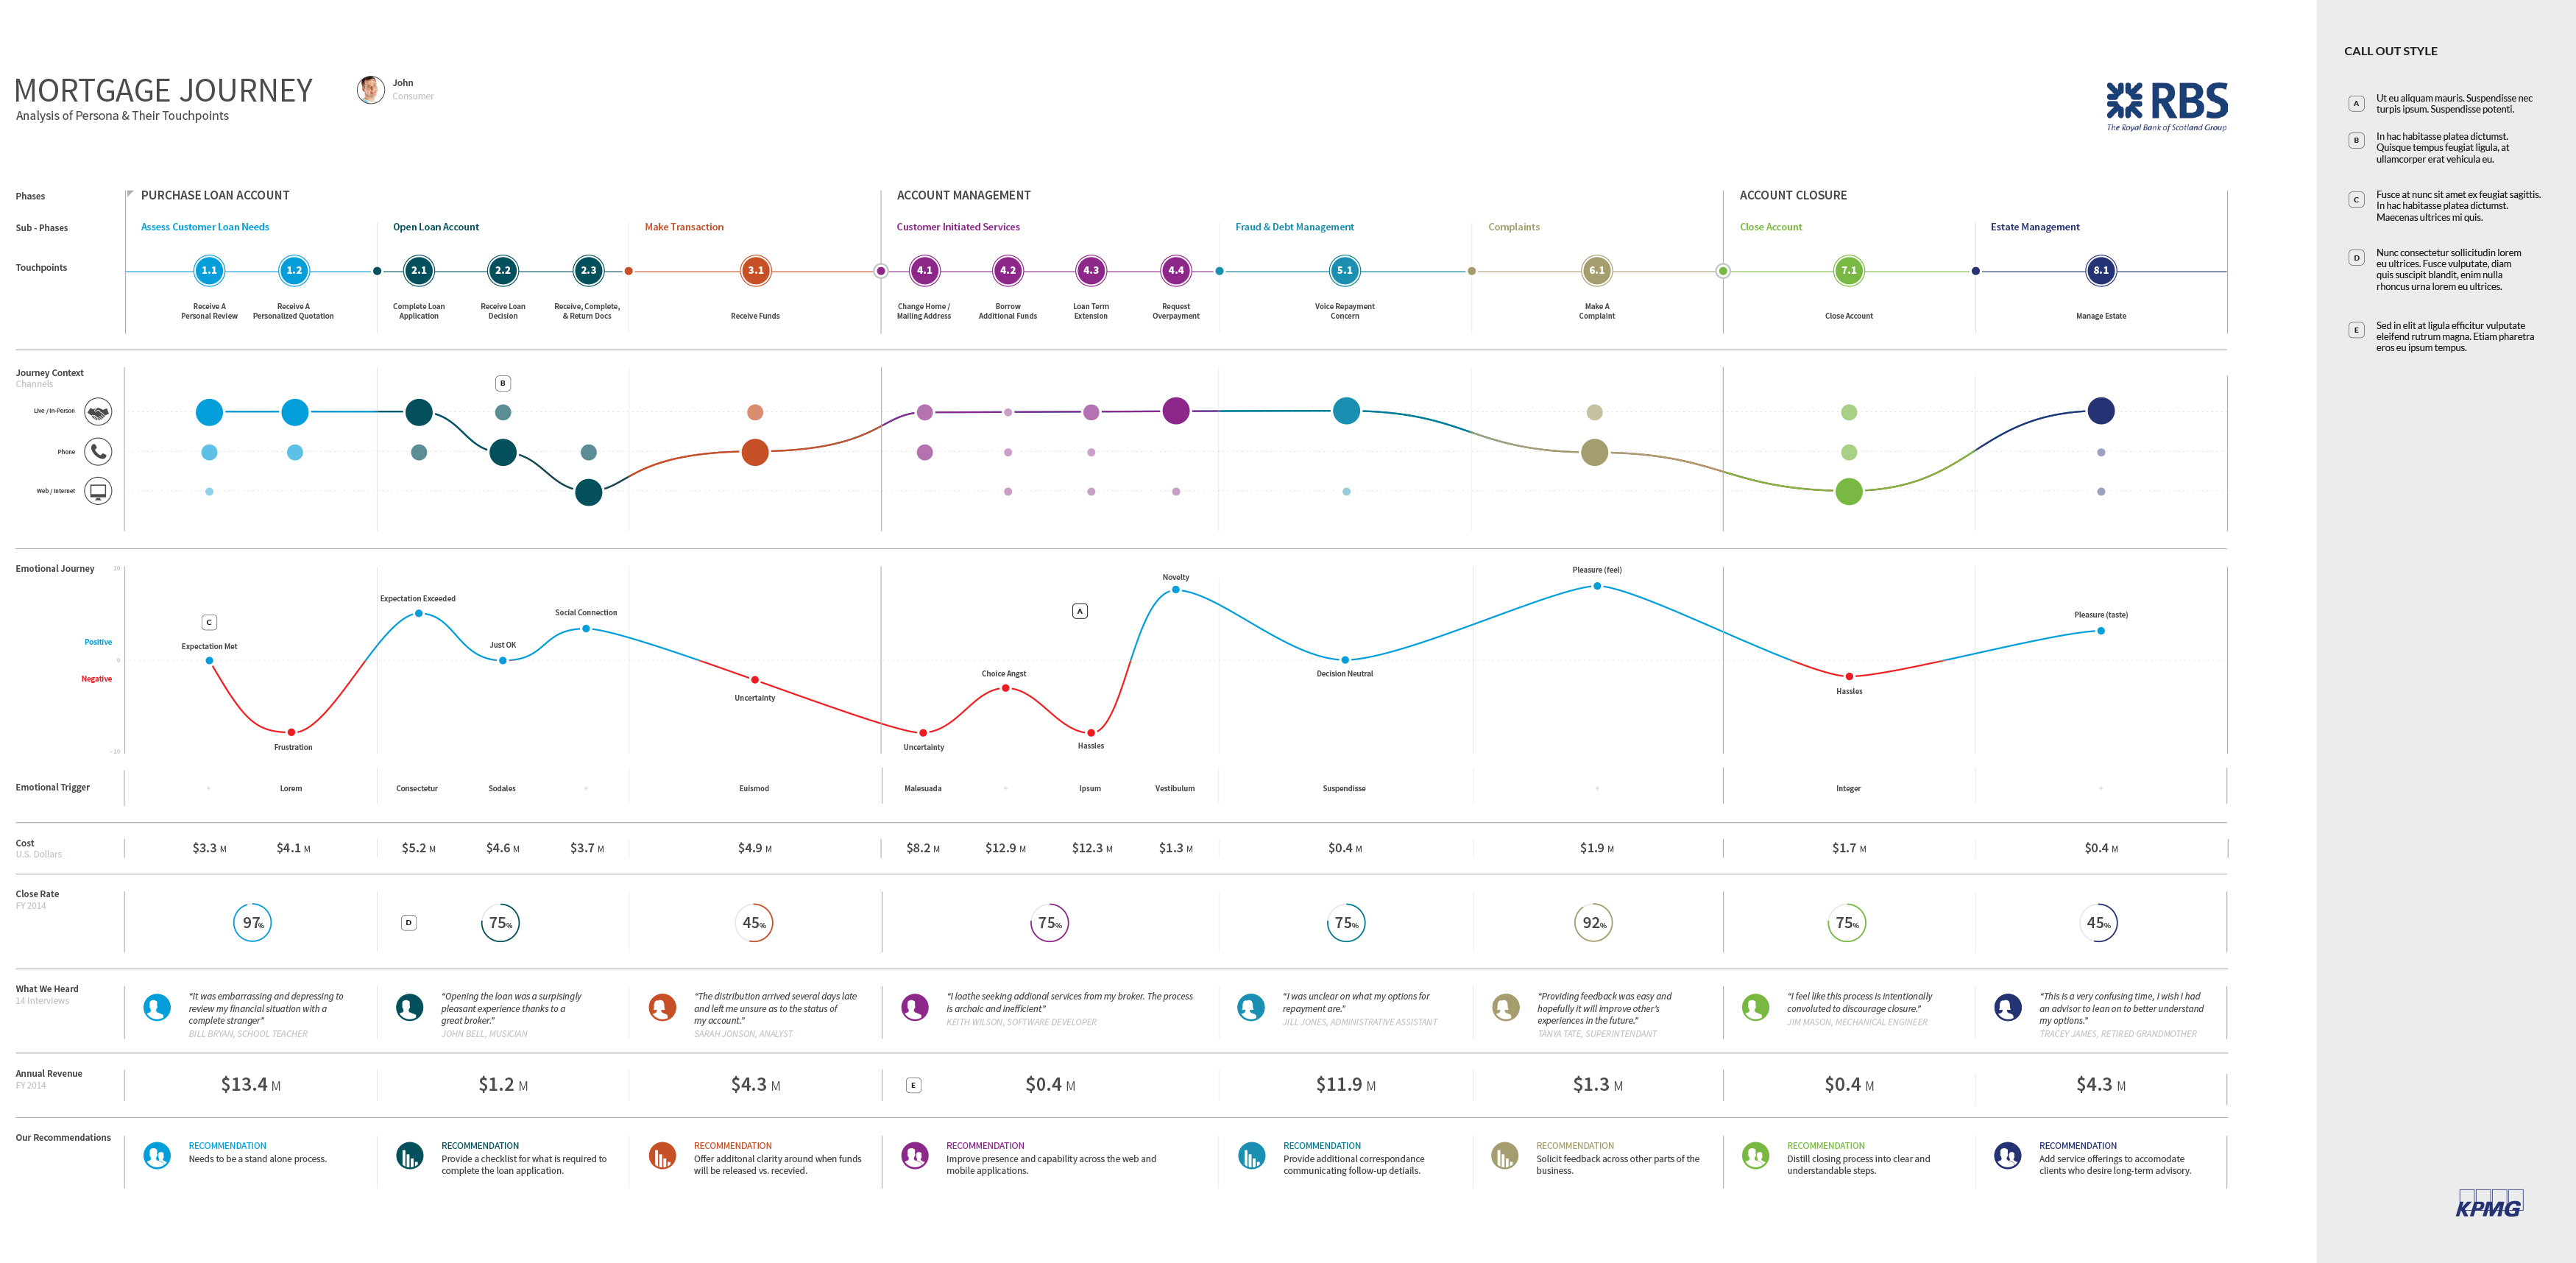 MORTGAGE JOURNEY
Analysis of Persona & Their Touchpoints
John
Consumer
RBS
The Royal Bank of Scotland Group
Phases
PURCHASE LOAN ACCOUNT
ACCOUNT MANAGEMENT
ACCOUNT CLOSURE
Sub - Phases
Assess Customer Loan Needs
Open Loan Account
Make Transaction
Customer Initiated Services
Fraud & Debt Management
Complaints
Close Account
Estate Management
Touchpoints
1.1
1.2
2.1
2.2
2.3
3.1
4.1
4.2
4.3
4.4
5.1
6.1
7.1
8.1
Receive A
Personal Review
Receive A
Personalized Quotation
Complete Loan
Application
Receive Loan
Decision
Receive, Complete,
& Return Docs
Receive Funds
Change Home /
Mailing Address
Borrow
Additional Funds
Loan Term
Extension
Request
Overpayment
Voice Repayment
Concern
Make A
Complaint
Close Account
Manage Estate
Journey Context
Channels
B
Live / In-Person
Phone
Web / Internet
Emotional Journey
10
Positive
0
Negative
- 10
C
Expectation Met
Frustration
Expectation Exceeded
Just OK
Social Connection
Uncertainty
Uncertainty
Choice Angst
A
Hassles
Novelty
Decision Neutral
Pleasure (feel)
Hassles
Pleasure (taste)
Emotional Trigger
Lorem
Consectetur
Sodales
Euismod
Malesuada
Ipsum
Vestibulum
Suspendisse
Integer
Cost
U.S. Dollars
$3.3 M
$4.1 M
$5.2 M
$4.6 M
$3.7 M
$4.9 M
$8.2 M
$12.9 M
$12.3 M
$1.3 M
$0.4 M
$1.9 M
$1.7 M
$0.4 M
Close Rate
FY 2014
97%
D
75%
45%
75%
75%
92%
75%
45%
What We Heard
14 Interviews
“It was embarrassing and depressing to
review my financial situation with a
complete stranger”
BILL BRYAN, SCHOOL TEACHER
“Opening the loan was a surpisingly
pleasant experience thanks to a
great broker.”
JOHN BELL, MUSICIAN
“The distribution arrived several days late
and left me unsure as to the status of
my account.”
SARAH JONSON, ANALYST
“I loathe seeking addional services from my broker. The process
is archaic and inefficient”
KEITH WILSON, SOFTWARE DEVELOPER
“I was unclear on what my options for
repayment are.”
JILL JONES, ADMINISTRATIVE ASSISTANT
“Providing feedback was easy and
hopefully it will improve other’s
experiences in the future.”
TANYA TATE, SUPERINTENDANT
“I feel like this process is intentionally
convoluted to discourage closure.”
JIM MASON, MECHANICAL ENGINEER
“This is a very confusing time, I wish I had
an advisor to lean on to better understand
my options.”
TRACEY JAMES, RETIRED GRANDMOTHER
Annual Revenue
FY 2014
$13.4 M
$1.2 M
$4.3 M
E
$0.4 M
$11.9 M
$1.3 M
$0.4 M
$4.3 M
Our Recommendations
RECOMMENDATION
Needs to be a stand alone process.
RECOMMENDATION
Provide a checklist for what is required to
complete the loan application.
RECOMMENDATION
Offer additonal clarity around when funds
will be released vs. recevied.
RECOMMENDATION
Improve presence and capability across the web and
mobile applications.
RECOMMENDATION
Provide additional correspondance
communicating follow-up detiails.
RECOMMENDATION
Solicit feedback across other parts of the
business.
RECOMMENDATION
Distill closing process into clear and
understandable steps.
RECOMMENDATION
Add service offerings to accomodate
clients who desire long-term advisory.
CALL OUT STYLE
A
Ut eu aliquam mauris. Suspendisse nec
turpis ipsum. Suspendisse potenti.
B
In hac habitasse platea dictumst.
Quisque tempus feugiat ligula, at
ullamcorper erat vehicula eu.
C
Fusce at nunc sit amet ex feugiat sagittis.
In hac habitasse platea dictumst.
Maecenas ultrices mi quis.
D
Nunc consectetur sollicitudin lorem
eu ultrices. Fusce vulputate, diam
quis suscipit blandit, enim nulla
rhoncus urna lorem eu ultrices.
E
Sed in elit at ligula efficitur vulputate
eleifend rutrum magna. Etiam pharetra
eros eu ipsum tempus.
KPMG